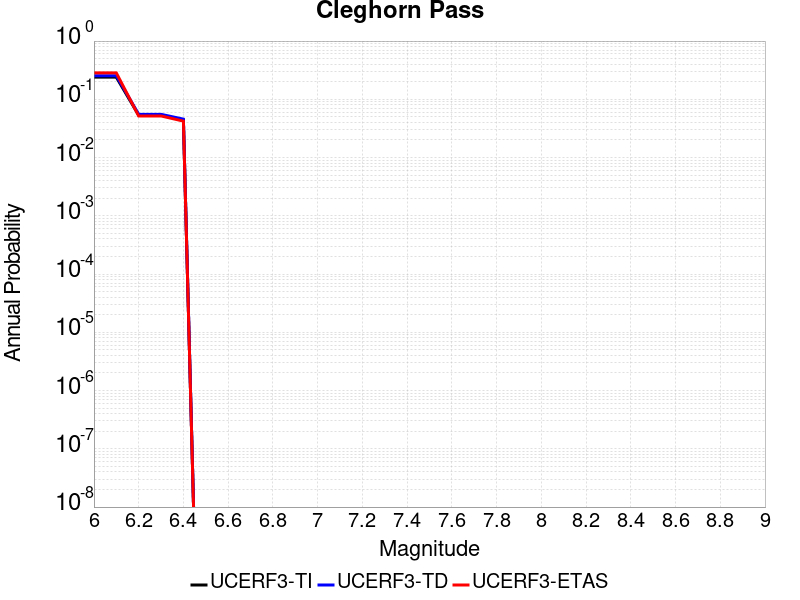 Cleghorn Pass
Annual Probability
10^0
10^-1
10^-2
10^-3
10^-4
10^-5
10^-6
10^-7
10^-8
6 6.2 6.4 6.6 6.8 7 7.2 7.4 7.6 7.8 8 8.2 8.4 8.6 8.8 9
Magnitude
UCERF3-TI UCERF3-TD UCERF3-ETAS